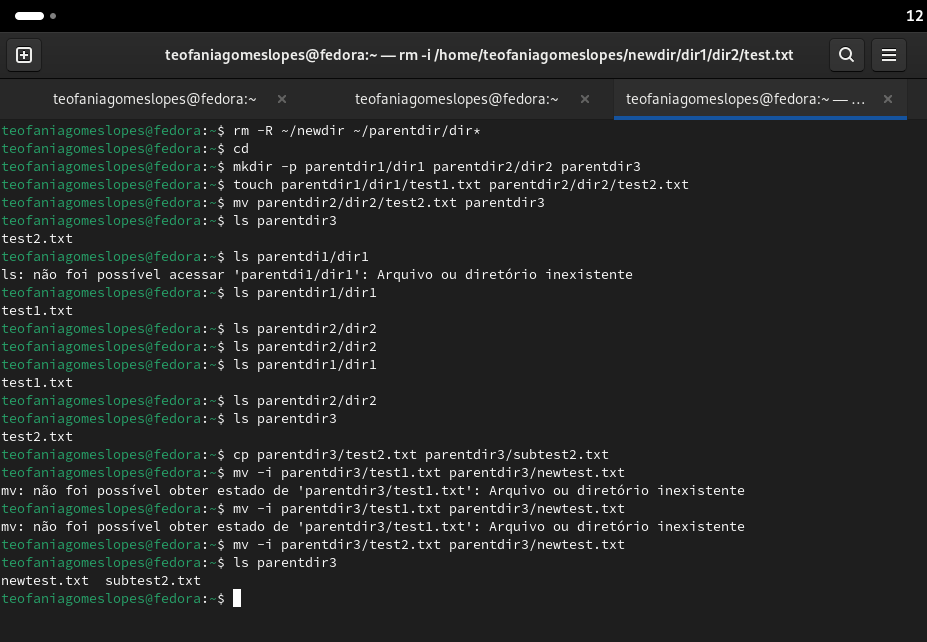 12
teofaniagomeslopes@fedora:~ — rm -i /home/teofaniagomeslopes/newdir/dir1/dir2/test.txt
teofaniagomeslopes@fedora:~ × teofaniagomeslopes@fedora:~ × teofaniagomeslopes@fedora:~ — ... ×
teofaniagomeslopes@fedora:~$ rm -R ~/newdir ~/parentdir/dir*
teofaniagomeslopes@fedora:~$ cd
teofaniagomeslopes@fedora:~$ mkdir -p parentdir1/dir1 parentdir2/dir2 parentdir3
teofaniagomeslopes@fedora:~$ touch parentdir1/dir1/test1.txt parentdir2/dir2/test2.txt
teofaniagomeslopes@fedora:~$ mv parentdir2/dir2/test2.txt parentdir3
teofaniagomeslopes@fedora:~$ ls parentdir3
test2.txt
teofaniagomeslopes@fedora:~$ ls parentdi1/dir1
ls: não foi possível acessar 'parentdi1/dir1': Arquivo ou diretório inexistente
teofaniagomeslopes@fedora:~$ ls parentdir1/dir1
test1.txt
teofaniagomeslopes@fedora:~$ ls parentdir2/dir2
teofaniagomeslopes@fedora:~$ ls parentdir2/dir2
teofaniagomeslopes@fedora:~$ ls parentdir1/dir1
test1.txt
teofaniagomeslopes@fedora:~$ ls parentdir2/dir2
teofaniagomeslopes@fedora:~$ ls parentdir3
test2.txt
teofaniagomeslopes@fedora:~$ cp parentdir3/test2.txt parentdir3/subtest2.txt
teofaniagomeslopes@fedora:~$ mv -i parentdir3/test1.txt parentdir3/newtest.txt
mv: não foi possível obter estado de 'parentdir3/test1.txt': Arquivo ou diretório inexistente
teofaniagomeslopes@fedora:~$ mv -i parentdir3/test1.txt parentdir3/newtest.txt
mv: não foi possível obter estado de 'parentdir3/test1.txt': Arquivo ou diretório inexistente
teofaniagomeslopes@fedora:~$ mv -i parentdir3/test2.txt parentdir3/newtest.txt
teofaniagomeslopes@fedora:~$ ls parentdir3
newtest.txt  subtest2.txt
teofaniagomeslopes@fedora:~$